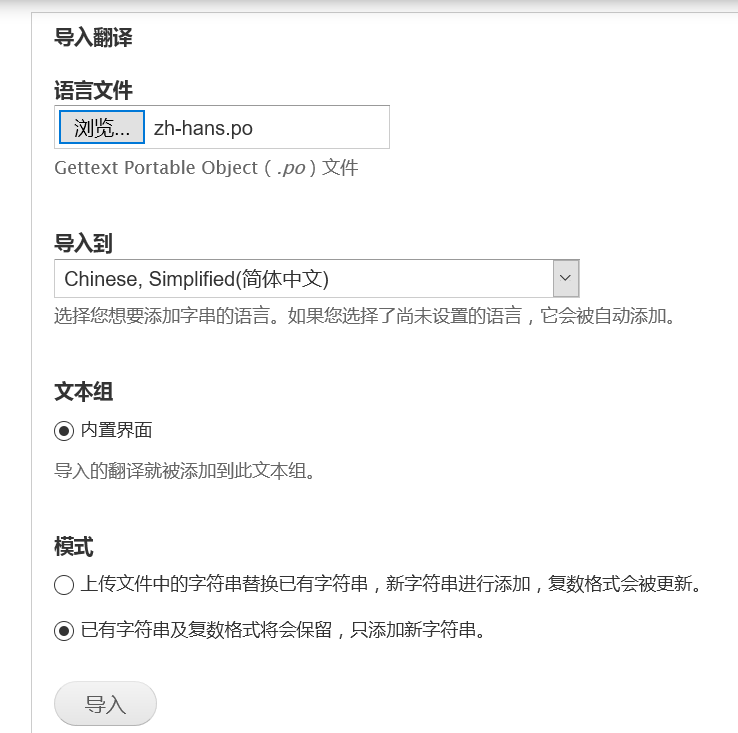 导入翻译
语言文件
浏览... zh-hans.po
Gettext Portable Object ( .po ) 文件
导入到
Chinese, Simplified(简体中文)
选择您想要添加字串的语言。如果您选择了尚未设置的语言，它会被自动添加。
文本组
内置界面
导入的翻译就被添加到此文本组。
模式
上传文件中的字符串替换已有字符串，新字符串进行添加，复数格式会被更新。
已有字符串及复数格式将会保留，只添加新字符串。
导入